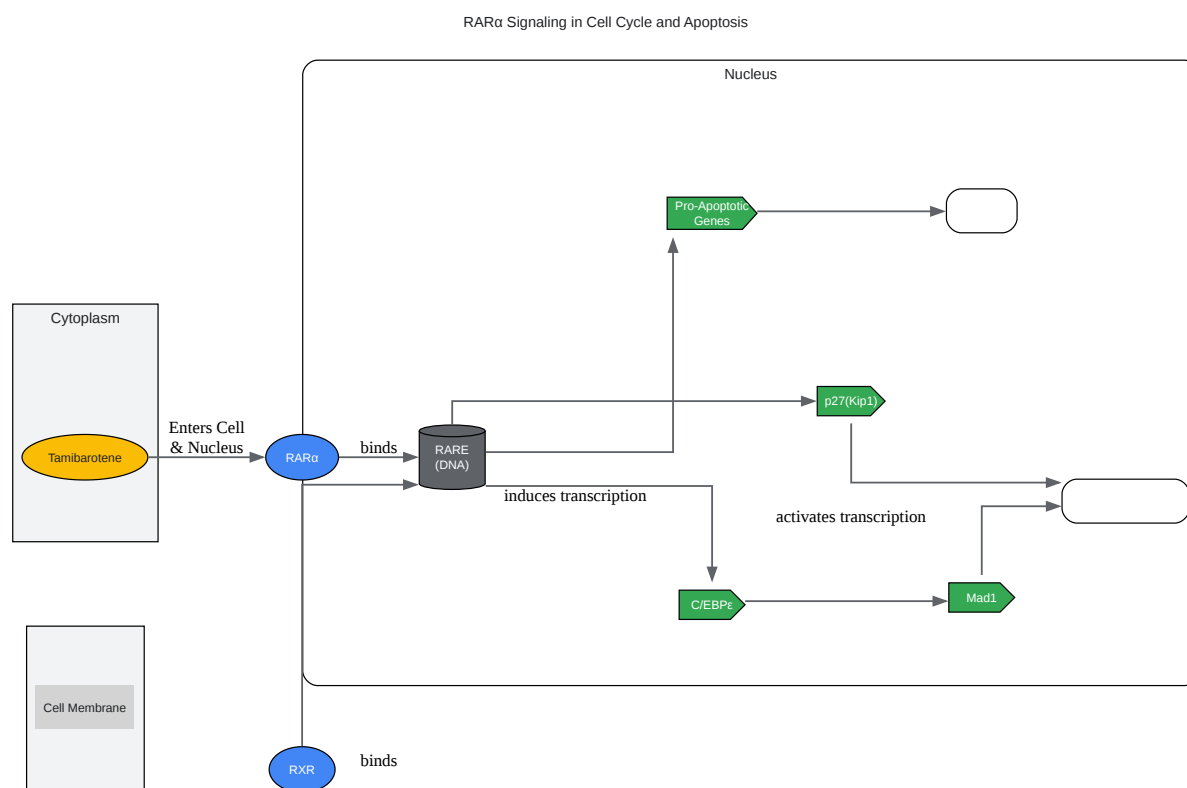 RARα Signaling in Cell Cycle and Apoptosis
Nucleus
Pro-Apoptotic
Genes
Cytoplasm
p27(Kip1)
Enters Cell
& Nucleus
Tamibarotene
RARα
binds
RARE
(DNA)
induces transcription
activates transcription
C/EBPε
Mad1
Cell Membrane
RXR
binds